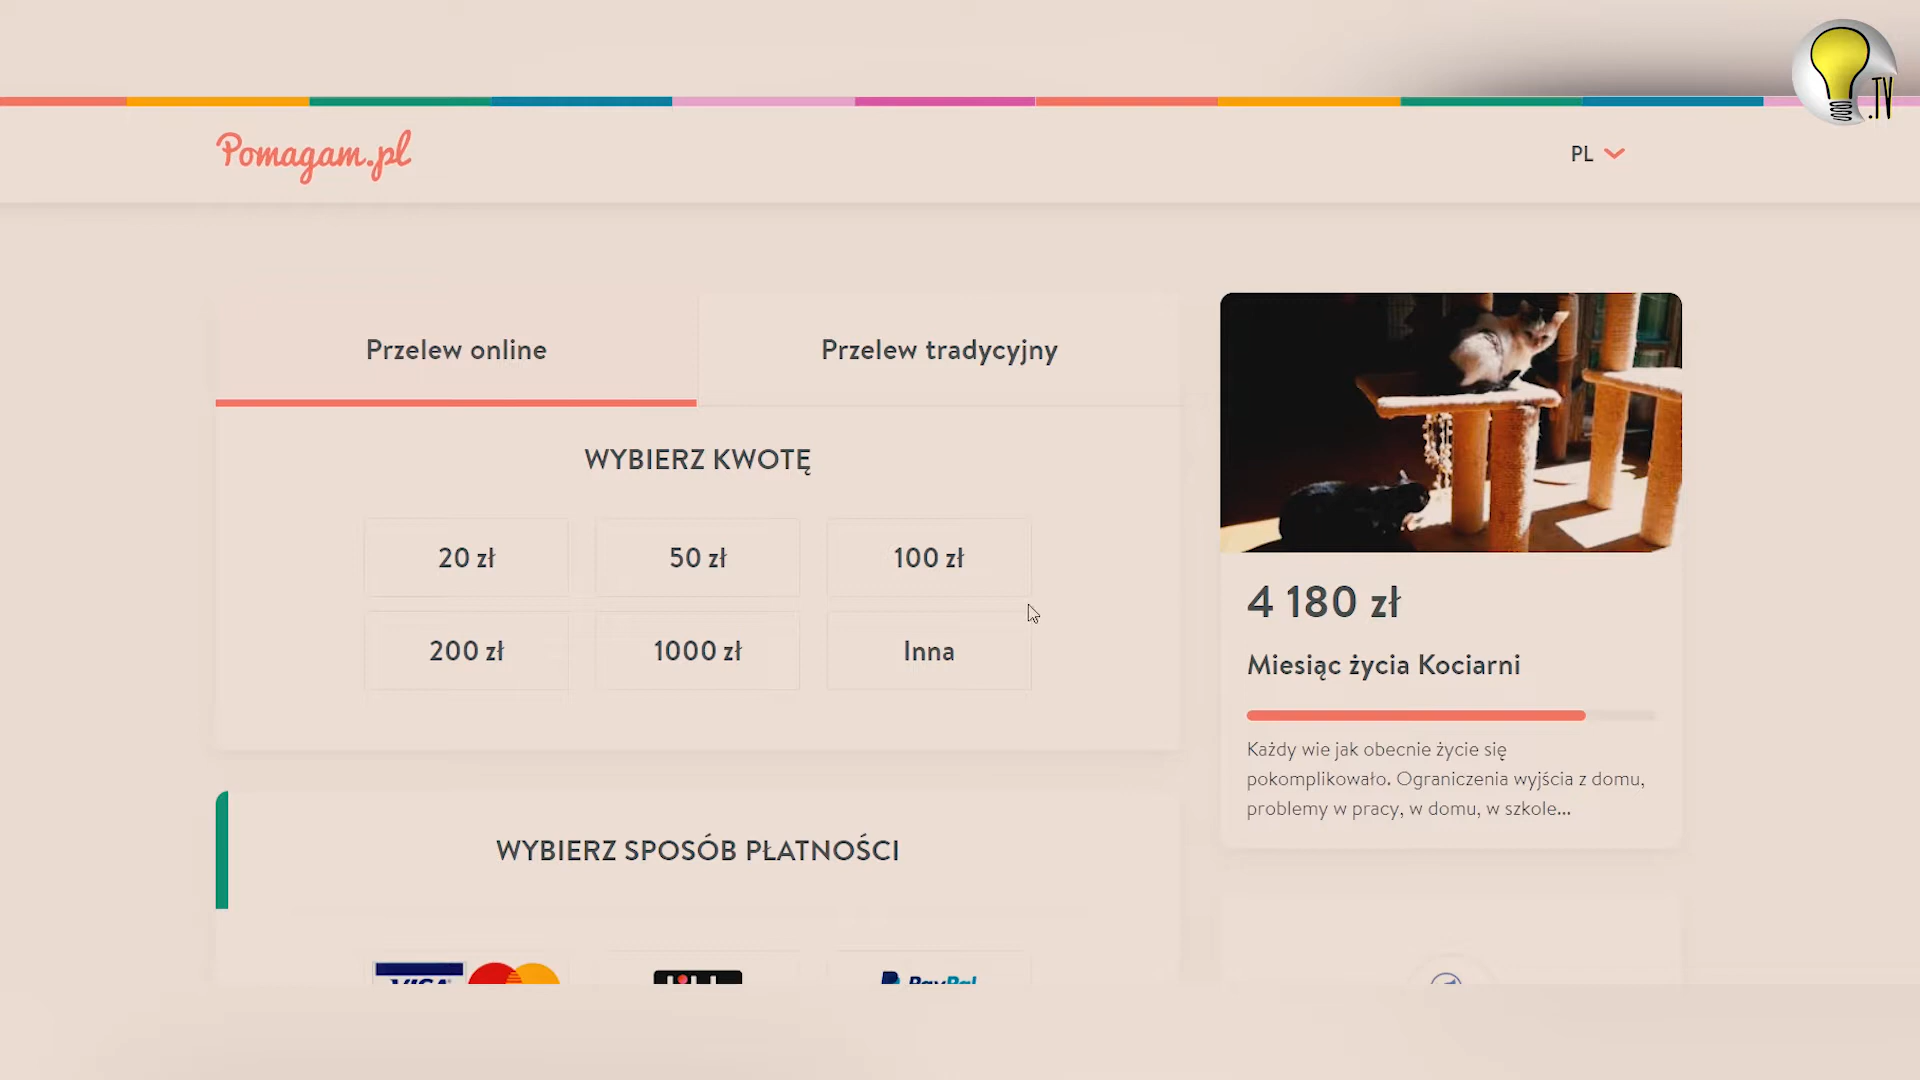 .TV
Pomagam.pl
PL
Przelew online
Przelew tradycyjny
WYBIERZ KWOTĘ
20 zł
50 zł
100 zł
200 zł
1000 zł
Inna
4 180 zł
Miesiąc życia Kociarni
Każdy wie jak obecnie życie się
pokomplikowało. Ograniczenia wyjścia z domu,
problemy w pracy, w domu, w szkole...
WYBIERZ SPOSÓB PŁATNOŚCI
VISA
PayPal